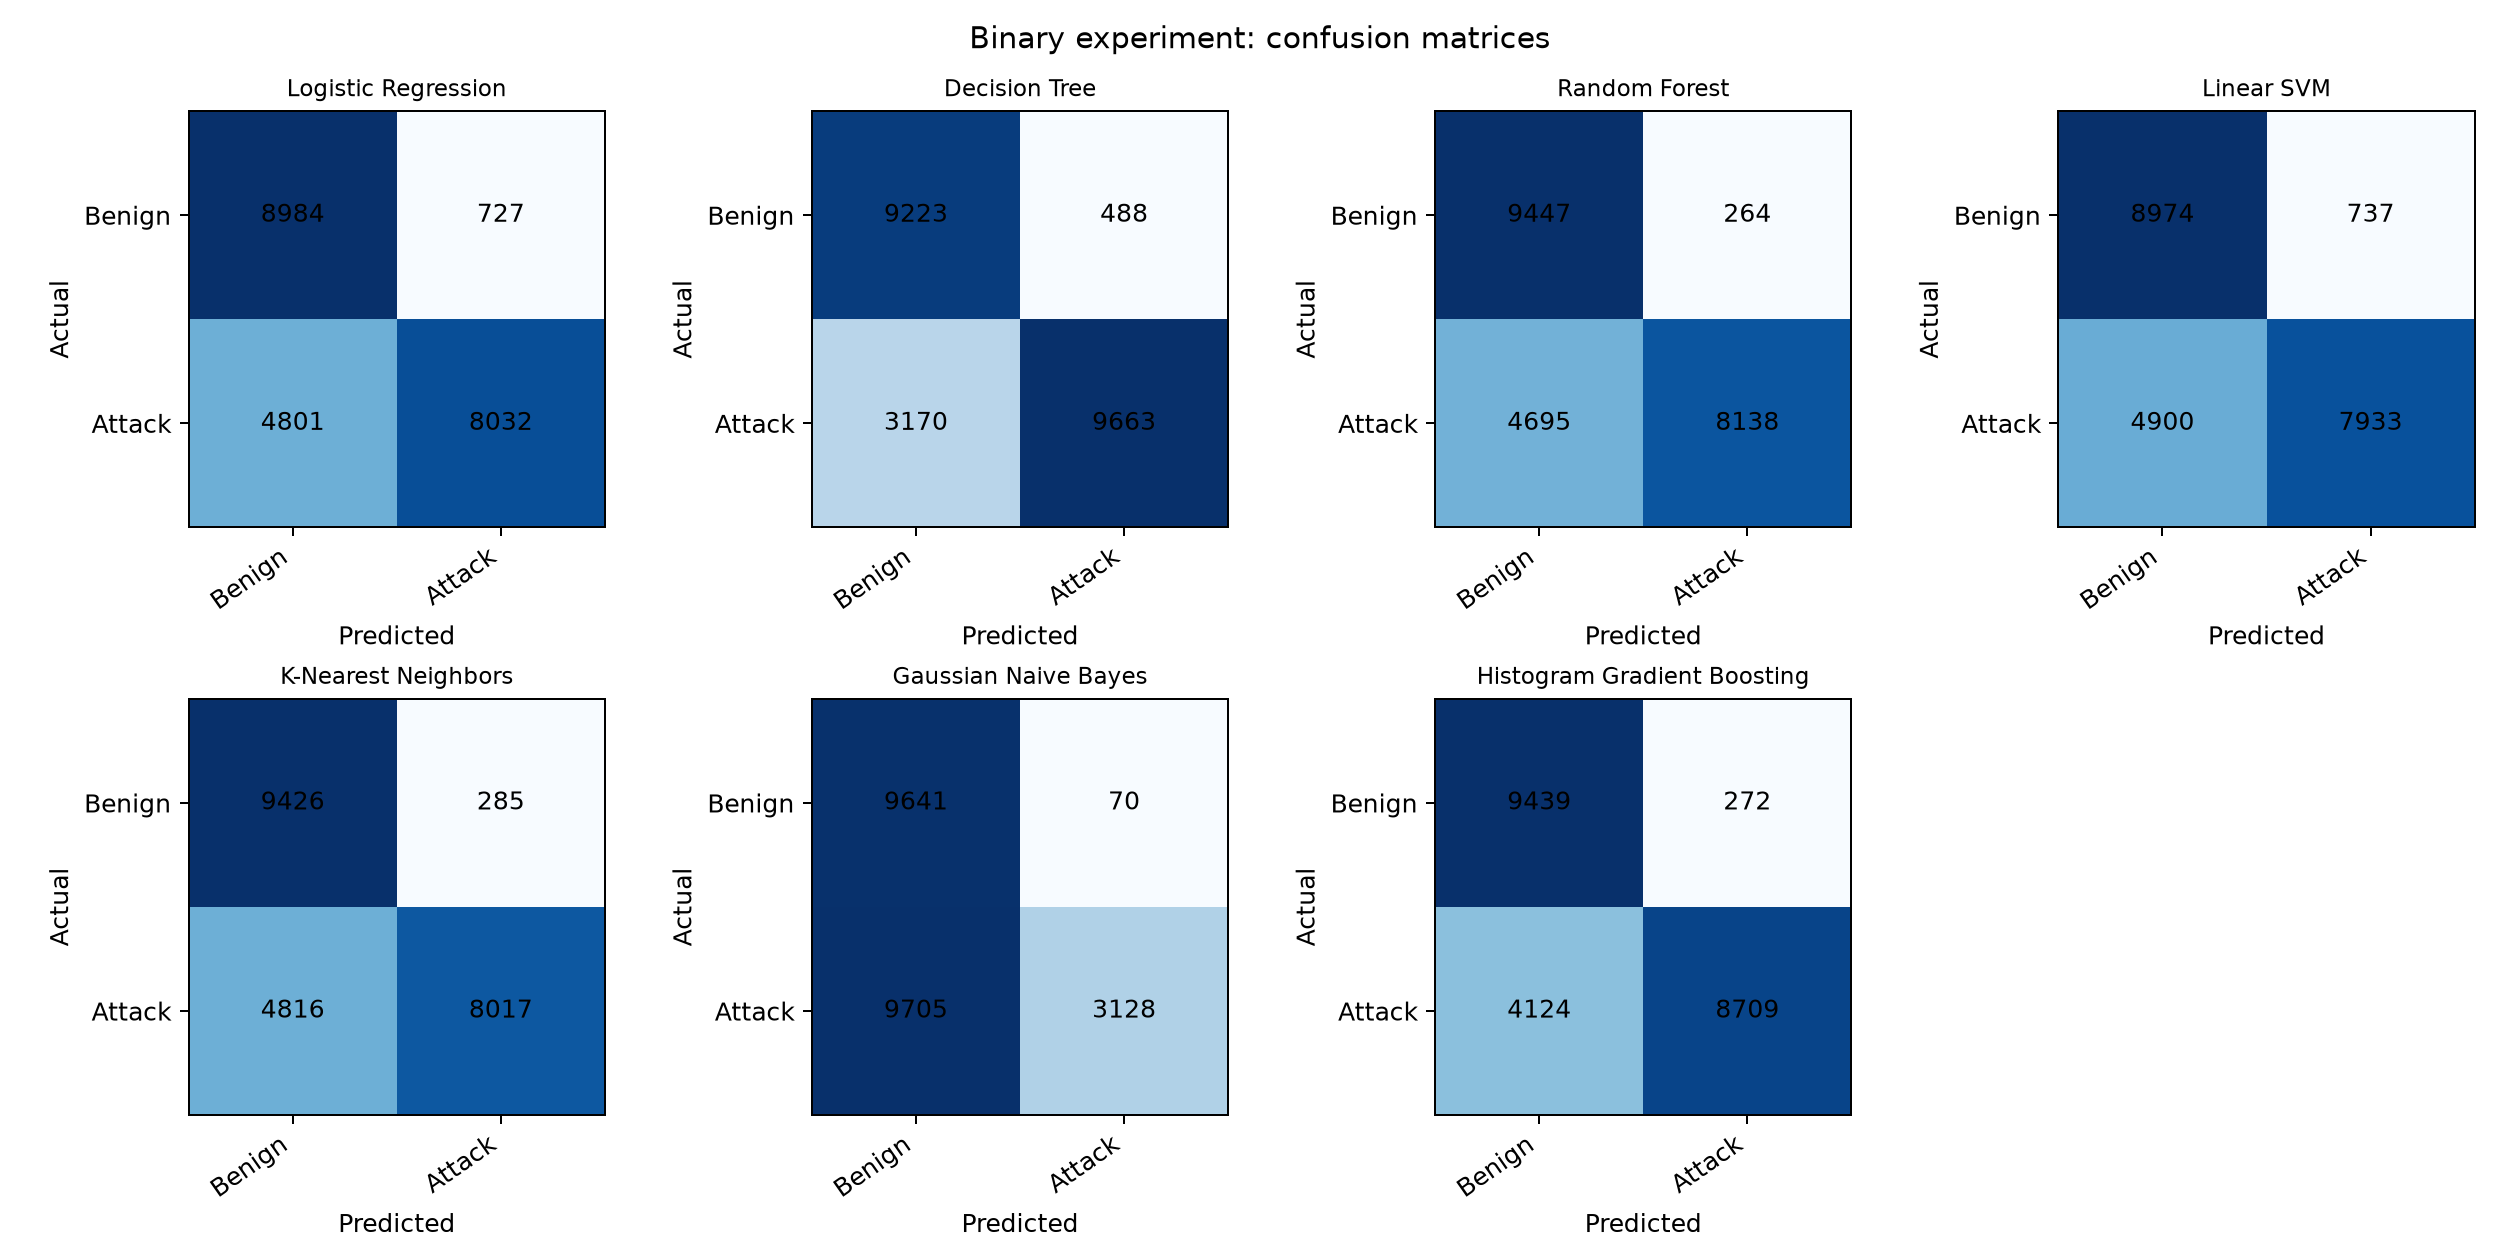 Binary experiment: confusion matrices
Logistic Regression
Benign
8984
727
Actual
Attack
4801
8032
Benign
Attack
Predicted
Decision Tree
Benign
9223
488
Actual
Attack
3170
9663
Benign
Attack
Predicted
Random Forest
Benign
9447
264
Actual
Attack
4695
8138
Benign
Attack
Predicted
Linear SVM
Benign
8974
737
Actual
Attack
4900
7933
Benign
Attack
Predicted
K-Nearest Neighbors
Benign
9426
285
Actual
Attack
4816
8017
Benign
Attack
Predicted
Gaussian Naive Bayes
Benign
9641
70
Actual
Attack
9705
3128
Benign
Attack
Predicted
Histogram Gradient Boosting
Benign
9439
272
Actual
Attack
4124
8709
Benign
Attack
Predicted